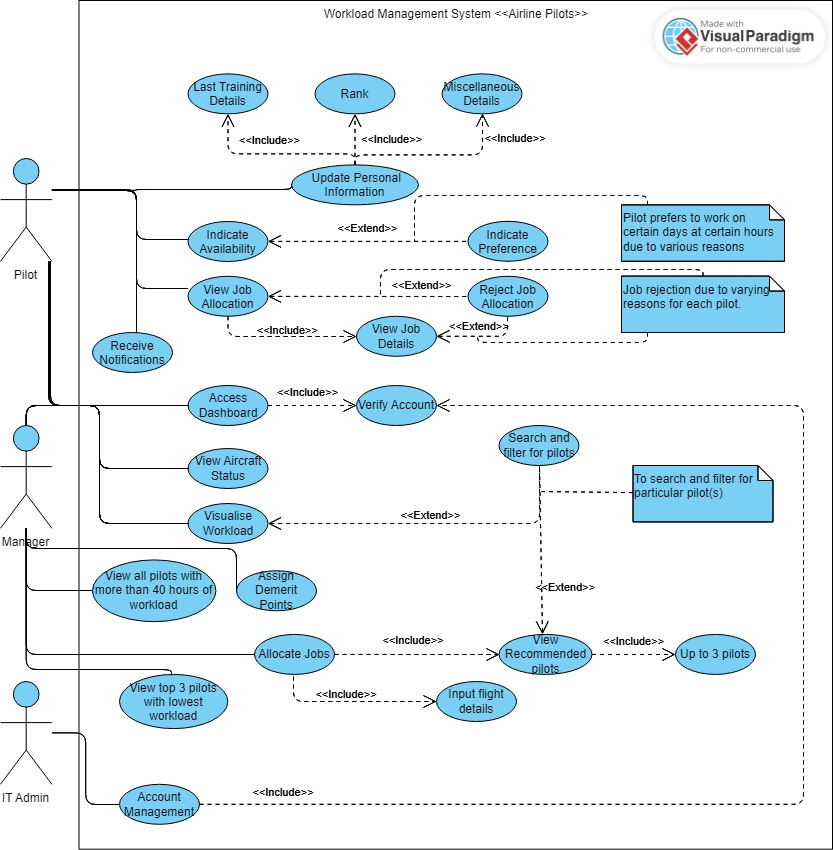 Workload Management System <<Airline Pilots>>
Made with
Visual Paradigm
For non-commercial use
Last Training
Details
Rank
Miscellaneous
Details
<<Include>>
<<Include>>
<<Include>>
Update Personal
Information
Pilot
Indicate
Availability
<<Extend>>
Indicate
Preference
Pilot prefers to work on
certain days at certain hours
due to various reasons
View Job
Allocation
<<Extend>>
Reject Job
Allocation
Job rejection due to varying
reasons for each pilot.
<<Include>>
View Job
Details
<<Extend>>
Receive
Notifications
Access
Dashboard
<<Include>>
Verify Account
Search and
filter for pilots
View Aircraft
Status
To search and filter for
particular pilot(s)
Visualise
Workload
<<Extend>>
Manager
View all pilots with
more than 40 hours of
workload
Assign
Demerit
Points
<<Extend>>
Allocate Jobs
<<Include>>
View
Recommended
pilots
<<Include>>
Up to 3 pilots
View top 3 pilots
with lowest
workload
<<Include>>
Input flight
details
IT Admin
Account
Management
<<Include>>